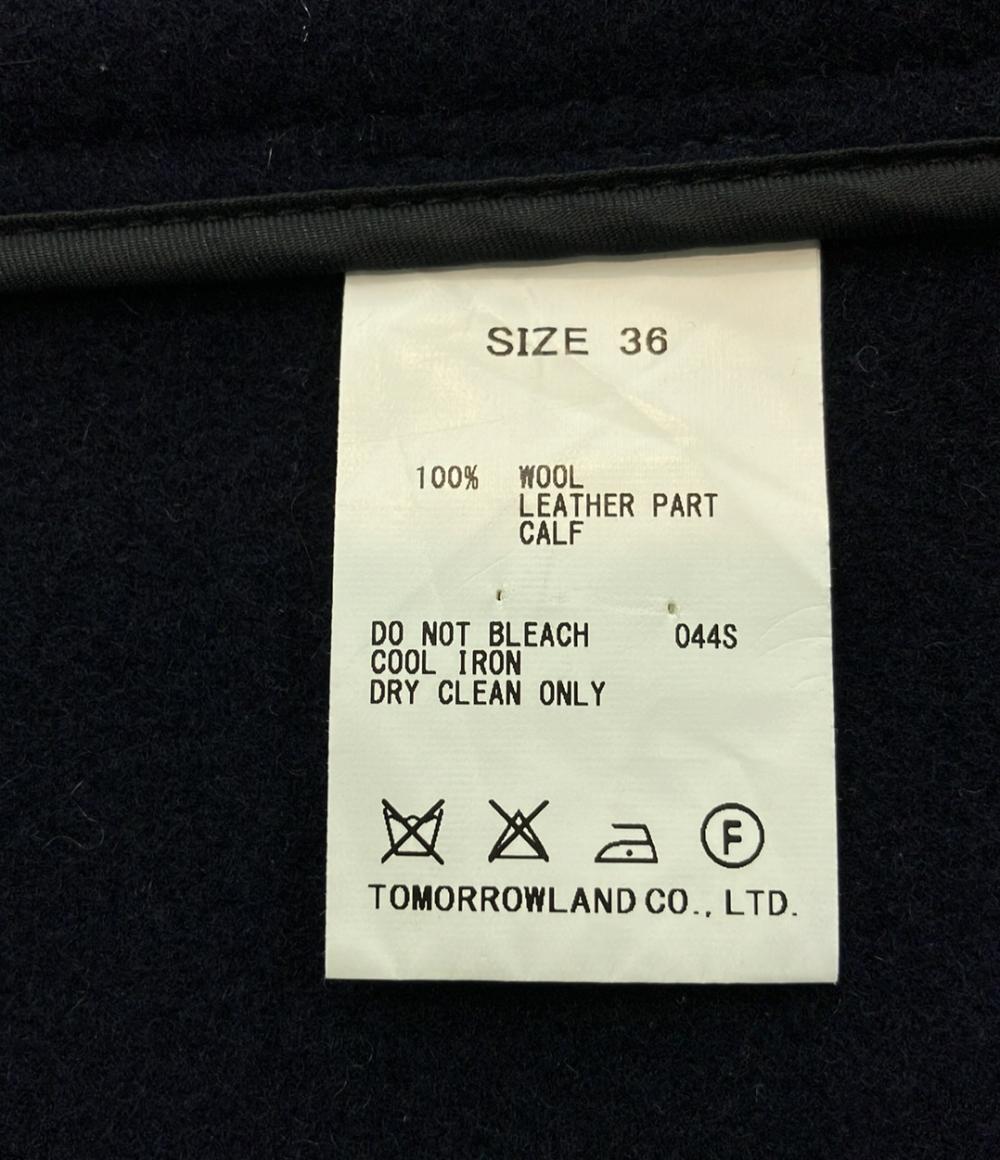 SIZE 36
100% WOOL
LEATHER PART
CALF
DO NOT BLEACH 044S
COOL IRON
DRY CLEAN ONLY
F
TOMORROWLAND CO., LTD.